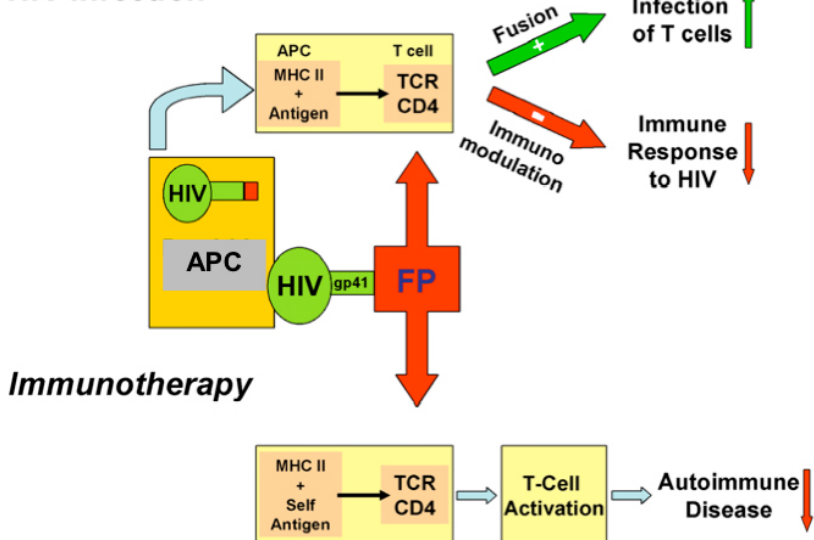 Infection
of T cells
Fusion
+
APC
T cell
MHC II
+
Antigen
TCR
CD4
-
Immuno
modulation
Immune
Response
to HIV
HIV
APC
HIV
gp41
FP
Immunotherapy
MHC II
+
Self
Antigen
TCR
CD4
T-Cell
Activation
Autoimmune
Disease